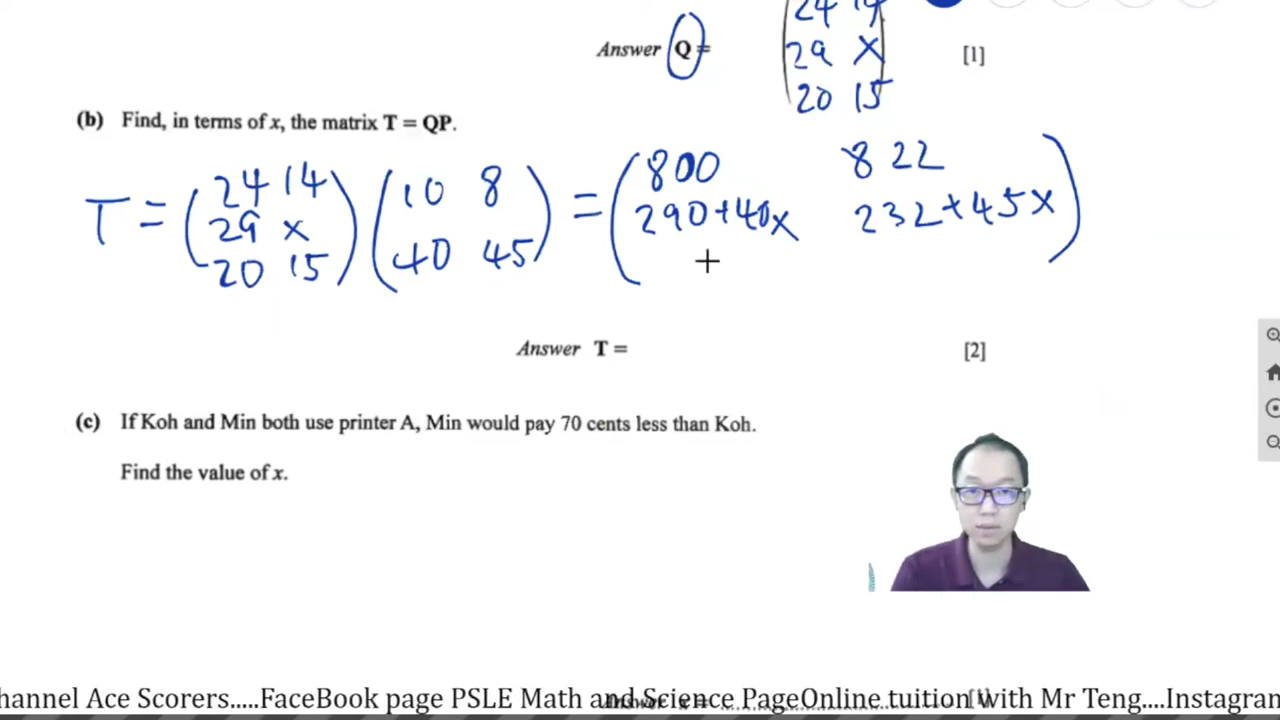 24 14
Answer Q = 29 x [1]
20 15
(b) Find, in terms of x, the matrix T = QP.
T = (24 14 (10 8 = (800 822
29 x) 40 45) 290+40x 232+45x)
20 15
Answer T = [2]
(c) If Koh and Min both use printer A, Min would pay 70 cents less than Koh.
Find the value of x.
hannel Ace Scorers.....FaceBook page PSLE Math and Science PageOnline tuition with Mr Teng....Instagran